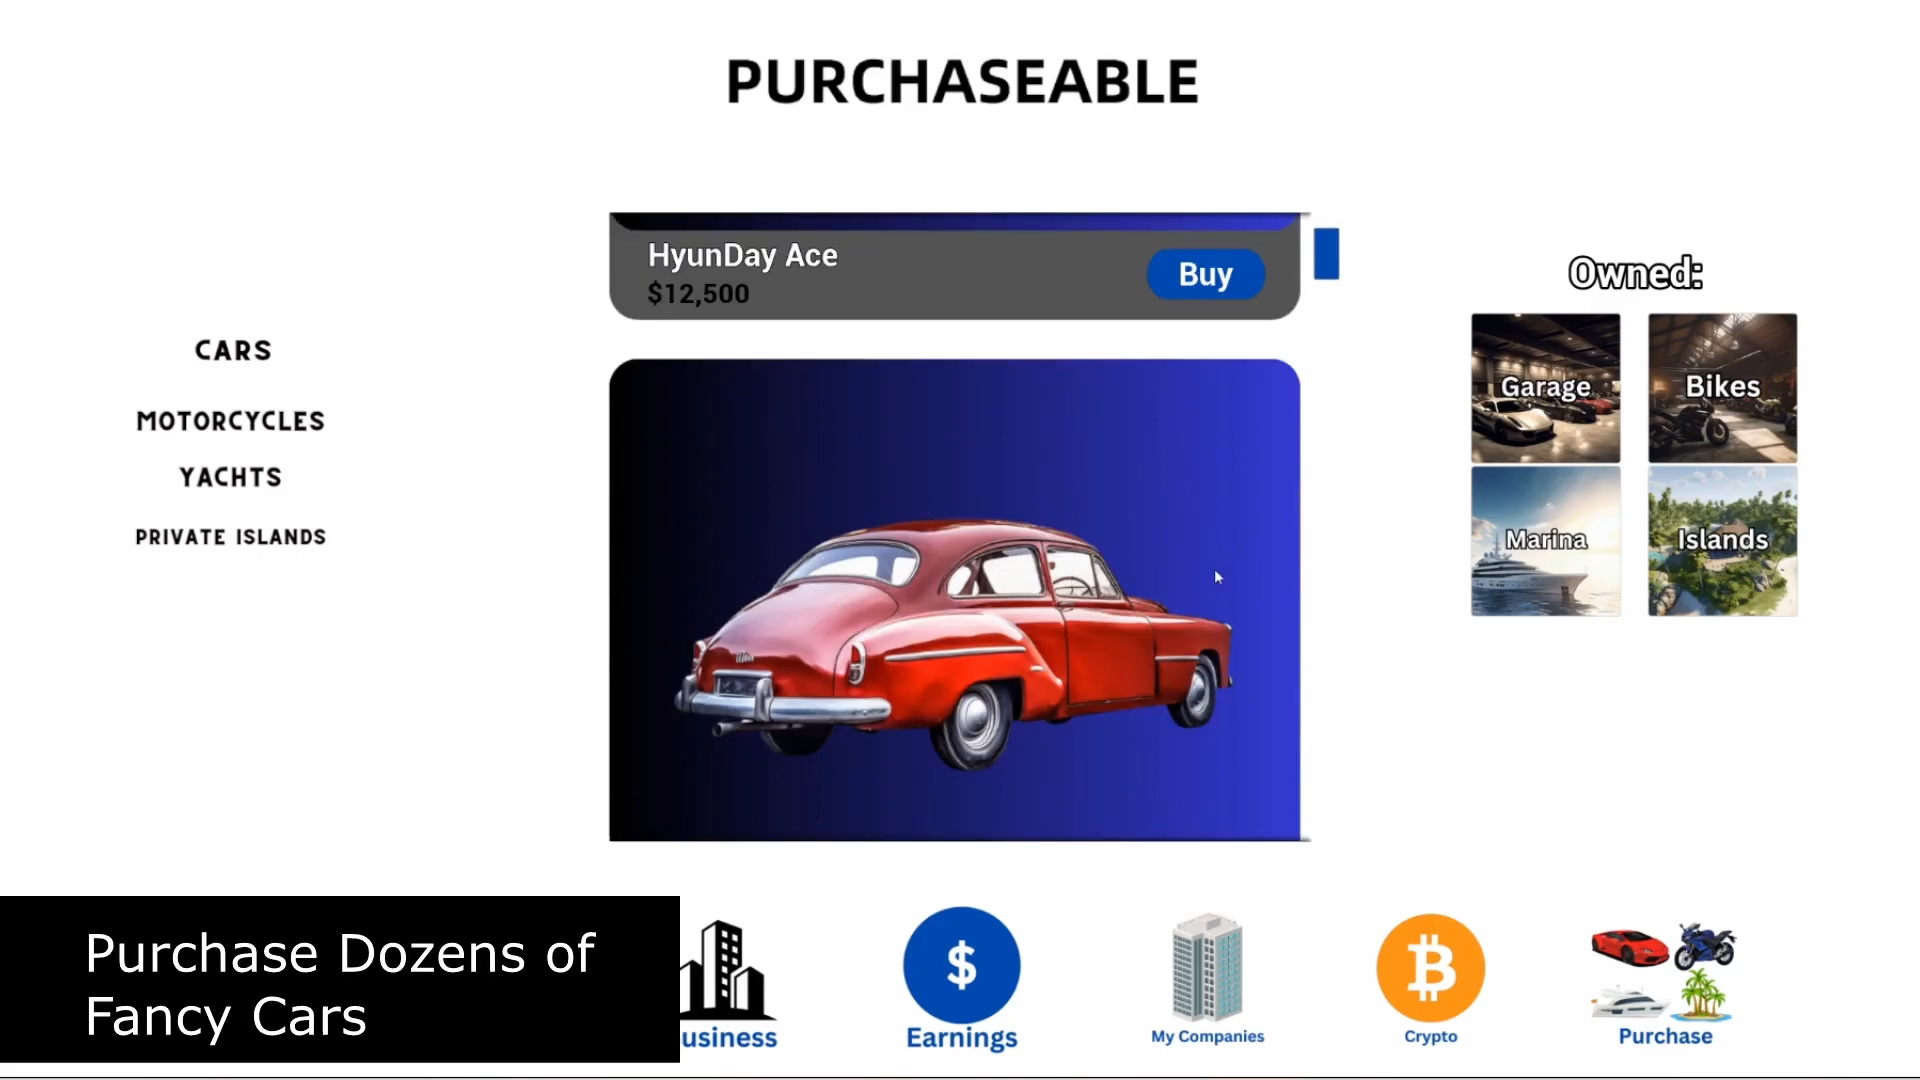 PURCHASEABLE
HyunDay Ace
$12,500
Buy
CARS
MOTORCYCLES
YACHTS
PRIVATE ISLANDS
Owned:
Garage
Bikes
Marina
Islands
Purchase Dozens of
Fancy Cars
usiness
Earnings
My Companies
Crypto
Purchase